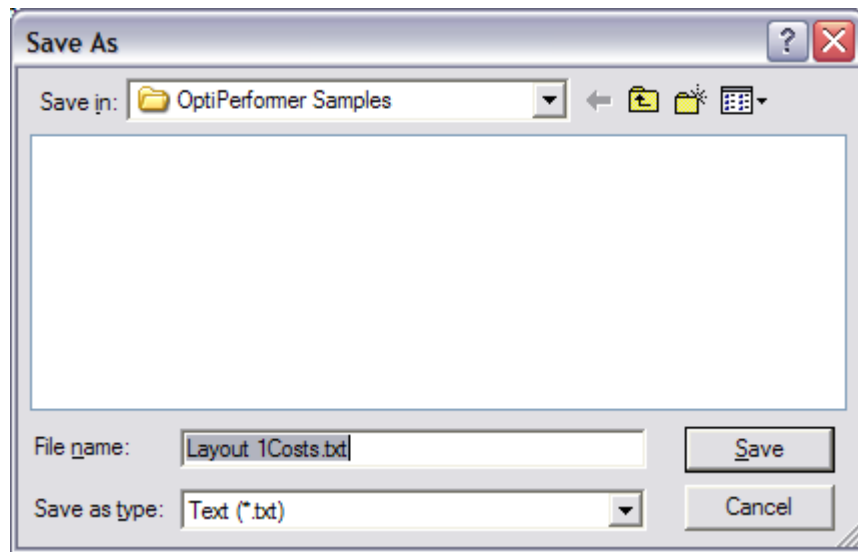 Save As
Save in: OptiPerformer Samples
File name: Layout 1Costs.txt Save
Save as type: Text (*.txt) Cancel